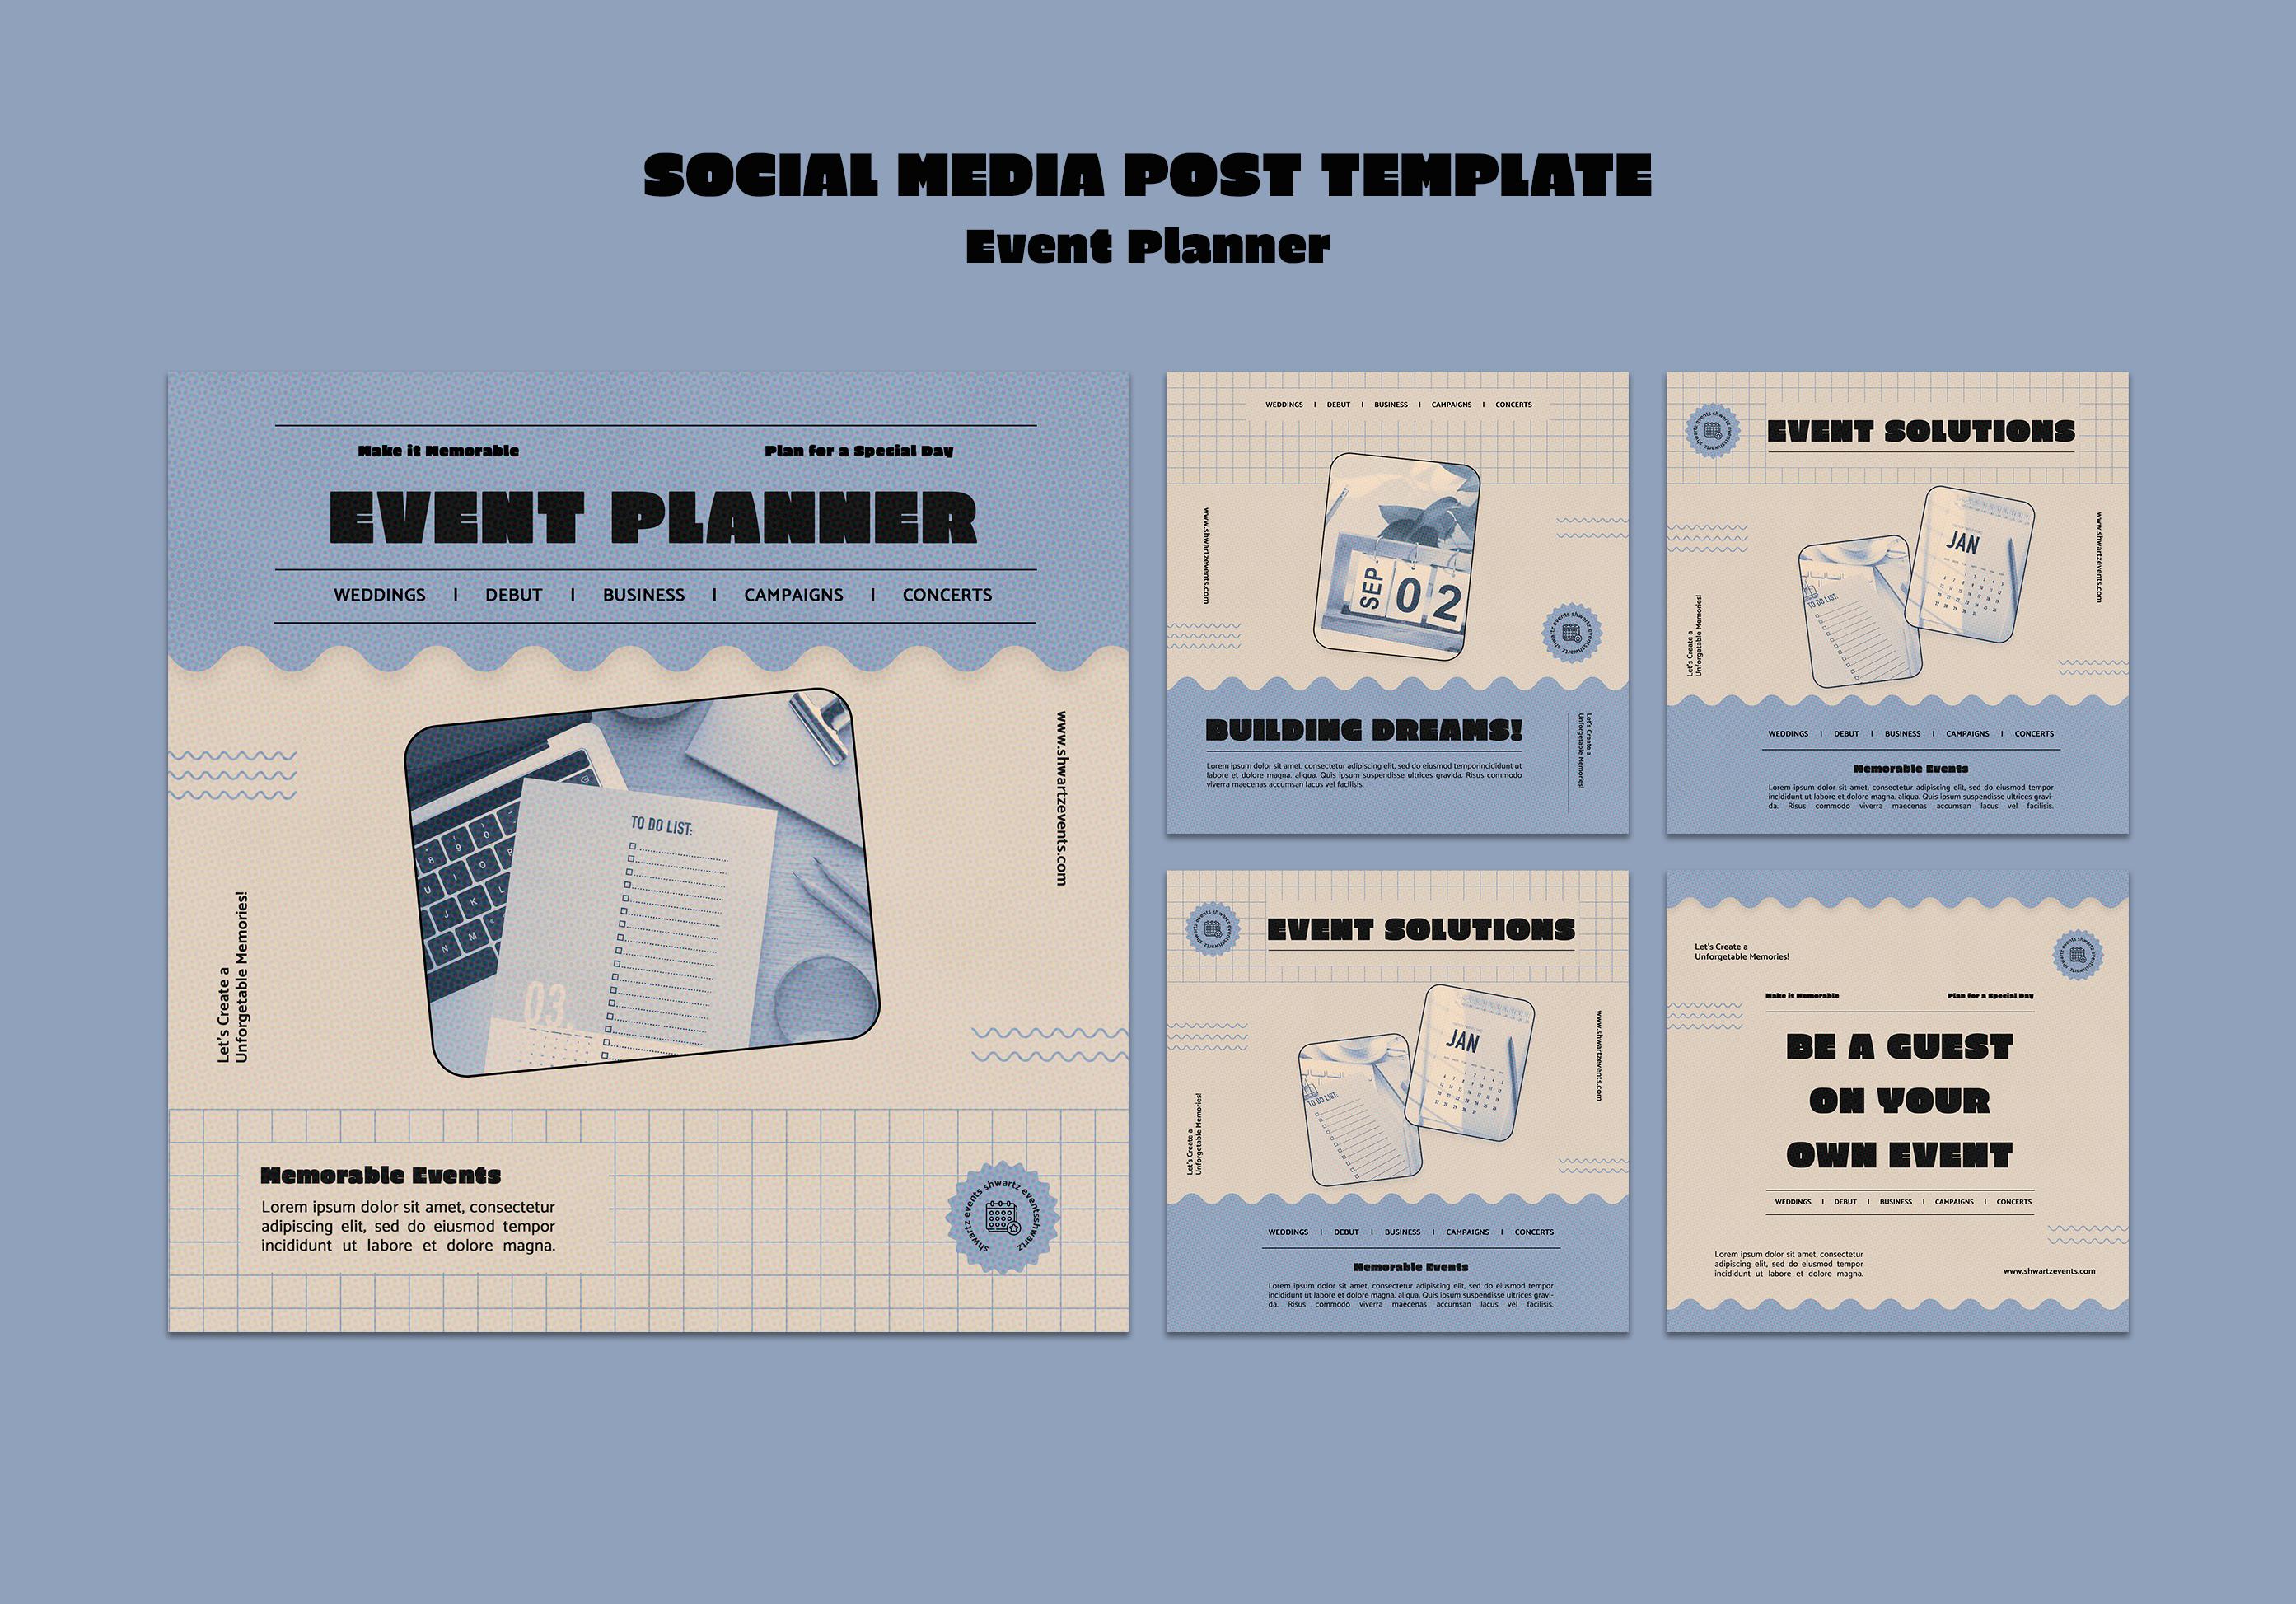 SOCIAL MEDIA POST TEMPLATE
Event Planner
Make it Memorable
Plan for a Special Day
EVENT PLANNER
WEDDINGS | DEBUT | BUSINESS | CAMPAIGNS | CONCERTS
www.shwartzevents.com
TO DO LIST:
03
Let's Create a
Unforgetable Memories!
Memorable Events
Lorem ipsum dolor sit amet, consectetur
adipiscing elit, sed do eiusmod tempor
incididunt ut labore et dolore magna.
shwartz events shwartz eventsshwartz
WEDDINGS | DEBUT | BUSINESS | CAMPAIGNS | CONCERTS
www.shwartzevents.com
SEP 02
shwartz events shwartz eventsshwartz
BUILDING DREAMS!
Lorem ipsum dolor sit amet, consectetur adipiscing elit, sed do eiusmod temporincididunt ut
labore et dolore magna. aliqua. Quis ipsum suspendisse ultrices gravida. Risus commodo
viverra maecenas accumsan lacus vel facilisis.
Let's Create a
Unforgetable Memories!
shwartz events shwartz eventsshwartz
EVENT SOLUTIONS
JAN
TO DO LIST:
www.shwartzevents.com
Let's Create a
Unforgetable Memories!
WEDDINGS | DEBUT | BUSINESS | CAMPAIGNS | CONCERTS
Memorable Events
Lorem ipsum dolor sit amet, consectetur adipiscing elit, sed do eiusmod tempor
incididunt ut labore et dolore magna. aliqua. Quis ipsum suspendisse ultrices gravi-
da. Risus commodo viverra maecenas accumsan lacus vel facilisis.
shwartz events shwartz eventsshwartz
EVENT SOLUTIONS
JAN
TO DO LIST:
www.shwartzevents.com
Let's Create a
Unforgetable Memories!
WEDDINGS | DEBUT | BUSINESS | CAMPAIGNS | CONCERTS
Memorable Events
Lorem ipsum dolor sit amet, consectetur adipiscing elit, sed do eiusmod tempor
incididunt ut labore et dolore magna. aliqua. Quis ipsum suspendisse ultrices gravi-
da. Risus commodo viverra maecenas accumsan lacus vel facilisis.
Let's Create a
Unforgetable Memories!
shwartz events shwartz eventsshwartz
Make it Memorable
Plan for a Special Day
BE A GUEST
ON YOUR
OWN EVENT
WEDDINGS | DEBUT | BUSINESS | CAMPAIGNS | CONCERTS
Lorem ipsum dolor sit amet, consectetur
adipiscing elit, sed do eiusmod tempor
incididunt ut labore et dolore magna.
www.shwartzevents.com